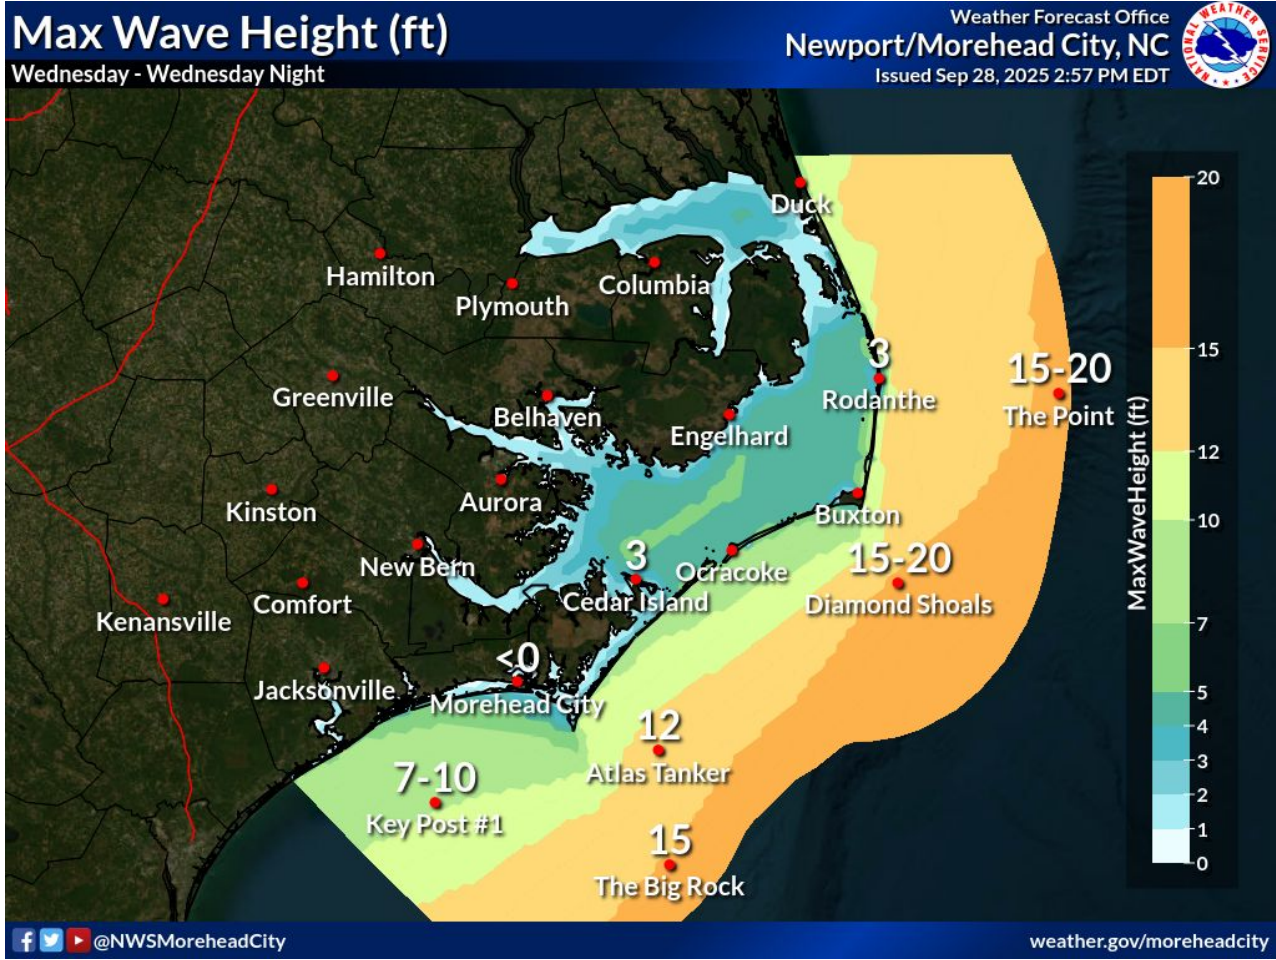 Max Wave Height (ft)
Wednesday - Wednesday Night
Weather Forecast Office
Newport/Morehead City, NC
Issued Sep 28, 2025 2:57 PM EDT
NATIONAL WEATHER SERVICE
Duck
Hamilton
Plymouth
Columbia
3
Rodanthe
15-20
The Point
Greenville
Belhaven
Engelhard
Aurora
Kinston
Buxton
New Bern
3
Cedar Island
Ocracoke
15-20
Diamond Shoals
Comfort
Kenansville
<0
Morehead City
Jacksonville
12
Atlas Tanker
7-10
Key Post #1
15
The Big Rock
MaxWaveHeight (ft)
20
15
12
10
7
5
4
3
2
1
0
@NWSMoreheadCity
weather.gov/moreheadcity